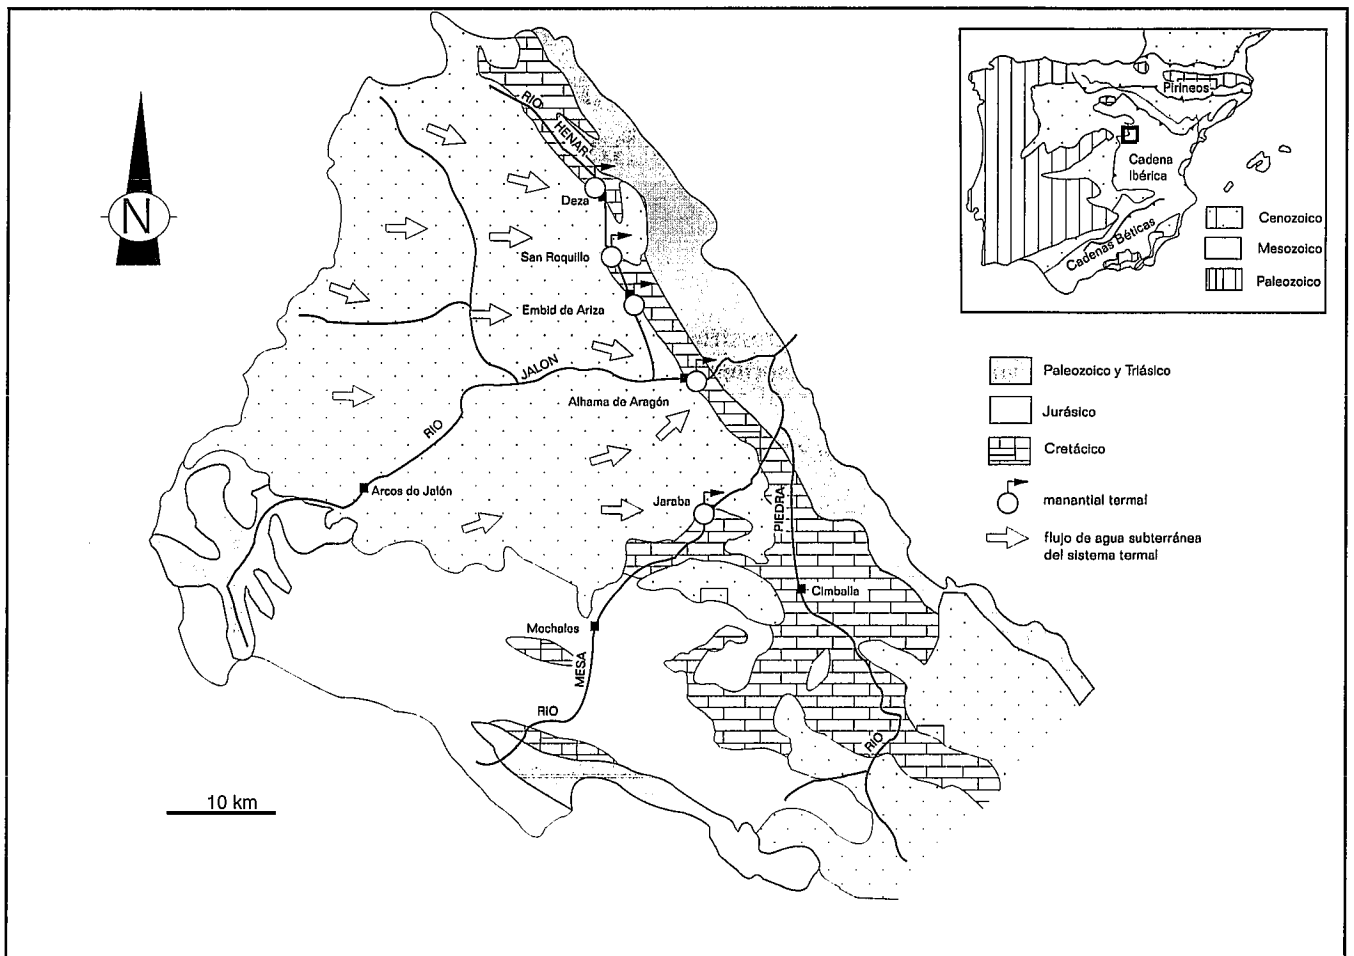 N
RIO
HENAR
Deza
San Roquillo
Embid de Ariza
JALON
RIO
Alhama de Aragón
Arcos de Jalón
Jaraba
PIEDRA
Cimballa
Mochales
MESA
RIO
RÍO
10 km
Pirineos
Cadena
Ibérica
Cadenas Béticas
Cenozoico
Mesozoico
Paleozoico
Paleozoico y Triásico
Jurásico
Cretácico
manantial termal
flujo de agua subterránea
del sistema termal